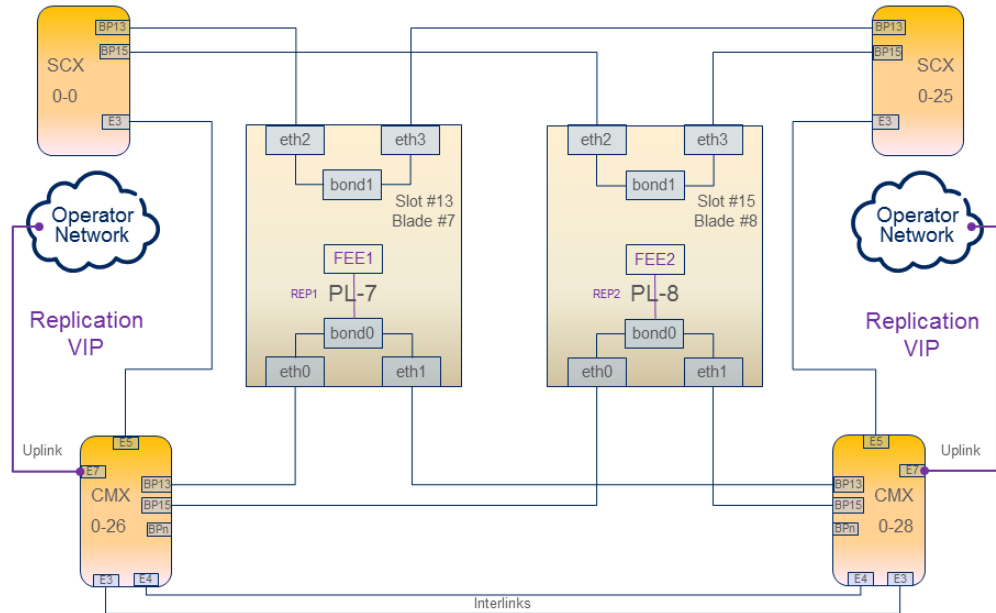 BP13
BP15
SCX
0-0
E3
BP13
BP15
SCX
0-25
E3
eth2
eth3
bond1
Slot #13
Blade #7
FEE1
REP1
PL-7
bond0
eth0
eth1
eth2
eth3
bond1
Slot #15
Blade #8
FEE2
REP2
PL-8
bond0
eth0
eth1
Operator
Network
Operator
Network
Replication
VIP
Replication
VIP
Uplink
E5
E7
BP13
CMX
BP15
0-26
BPn
E3
E4
Uplink
E5
E7
BP13
CMX
BP15
0-28
BPn
E4
E3
Interlinks